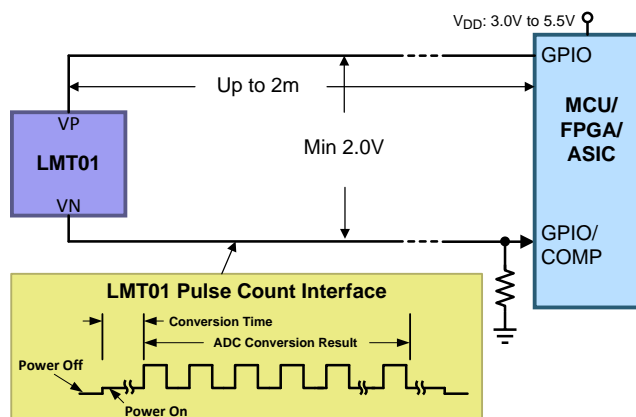 VDD: 3.0V to 5.5V
GPIO
Up to 2m
MCU/
FPGA/
ASIC
VP
LMT01
VN
Min 2.0V
GPIO/
COMP
LMT01 Pulse Count Interface
Conversion Time
ADC Conversion Result
Power Off
Power On